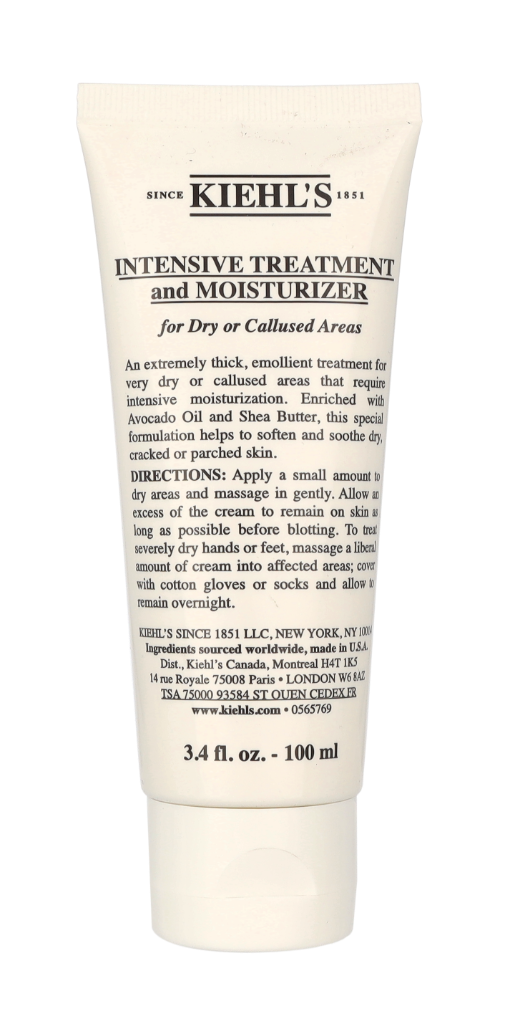 SINCE KIEHL'S 1851
INTENSIVE TREATMENT
and MOISTURIZER
for Dry or Callused Areas
An extremely thick, emollient treatment for
very dry or callused areas that require
intensive moisturization. Enriched with
Avocado Oil and Shea Butter, this special
formulation helps to soften and soothe dry,
cracked or parched skin.
DIRECTIONS: Apply a small amount to
dry areas and massage in gently. Allow an
excess of the cream to remain on skin as
long as possible before blotting. To treat
severely dry hands or feet, massage a liberal
amount of cream into affected areas; cover
with cotton gloves or socks and allow to
remain overnight.
KIEHL'S SINCE 1851 LLC, NEW YORK, NY
Ingredients sourced worldwide, made in U.S.A.
Dist., Kiehl's Canada, Montreal H4T 1K5
14 rue Royale 75008 Paris • LONDON W6 8AZ
TSA 75000 93584 ST OUEN CEDEX FR
www.kiehls.com • 0565769
3.4 fl. oz. - 100 ml